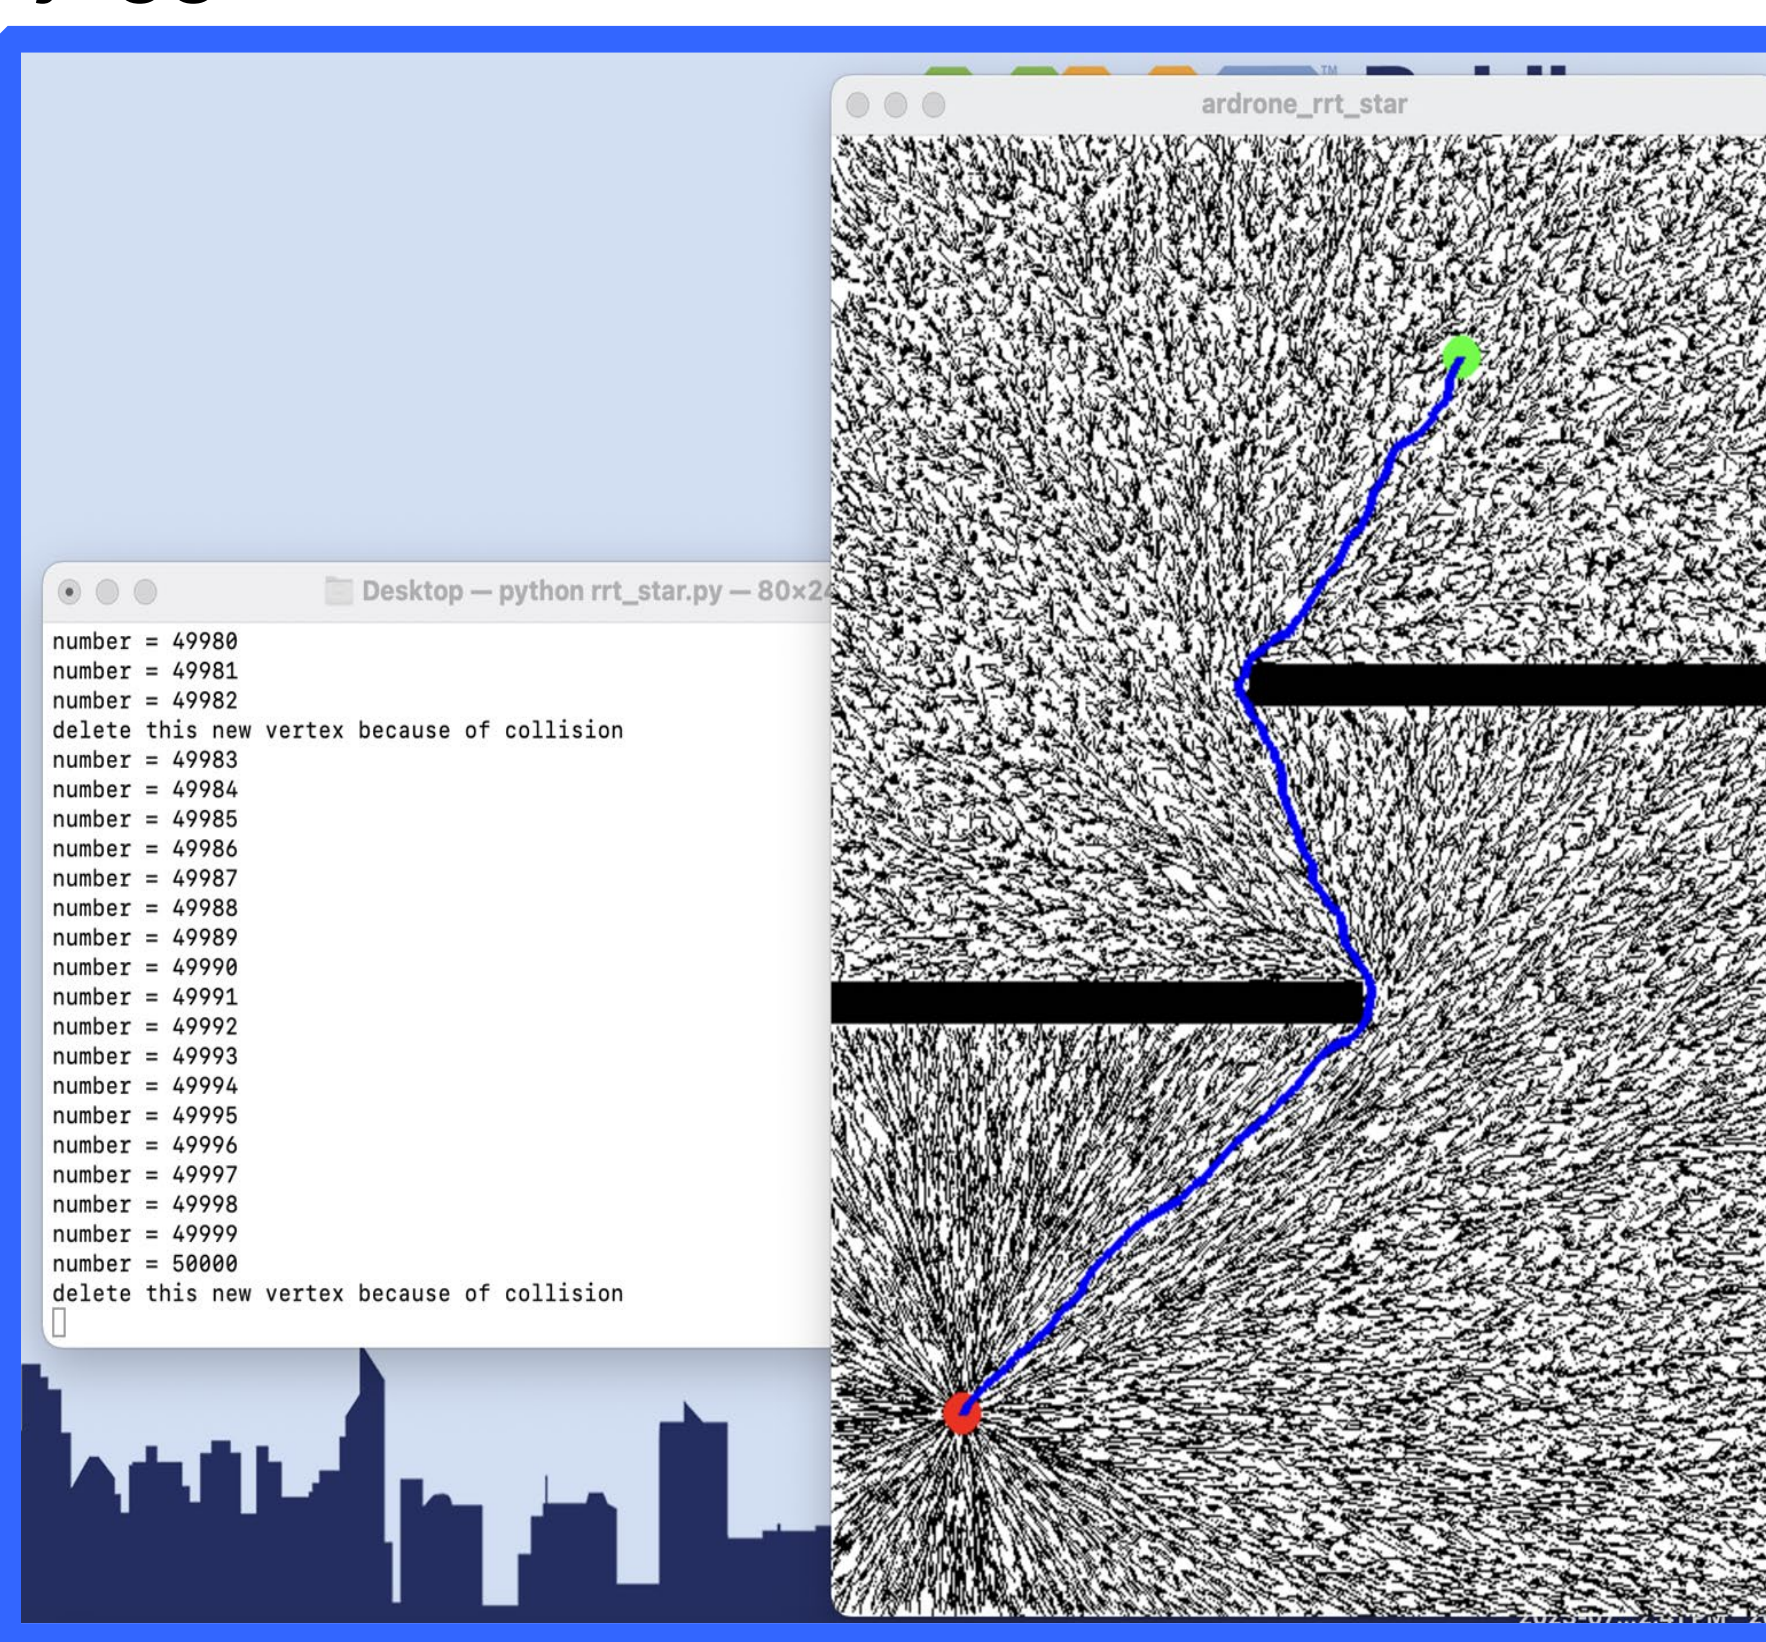 ardrone_rrt_star
Desktop — python rrt_star.py — 80×24
number = 49980
number = 49981
number = 49982
delete this new vertex because of collision
number = 49983
number = 49984
number = 49985
number = 49986
number = 49987
number = 49988
number = 49989
number = 49990
number = 49991
number = 49992
number = 49993
number = 49994
number = 49995
number = 49996
number = 49997
number = 49998
number = 49999
number = 50000
delete this new vertex because of collision